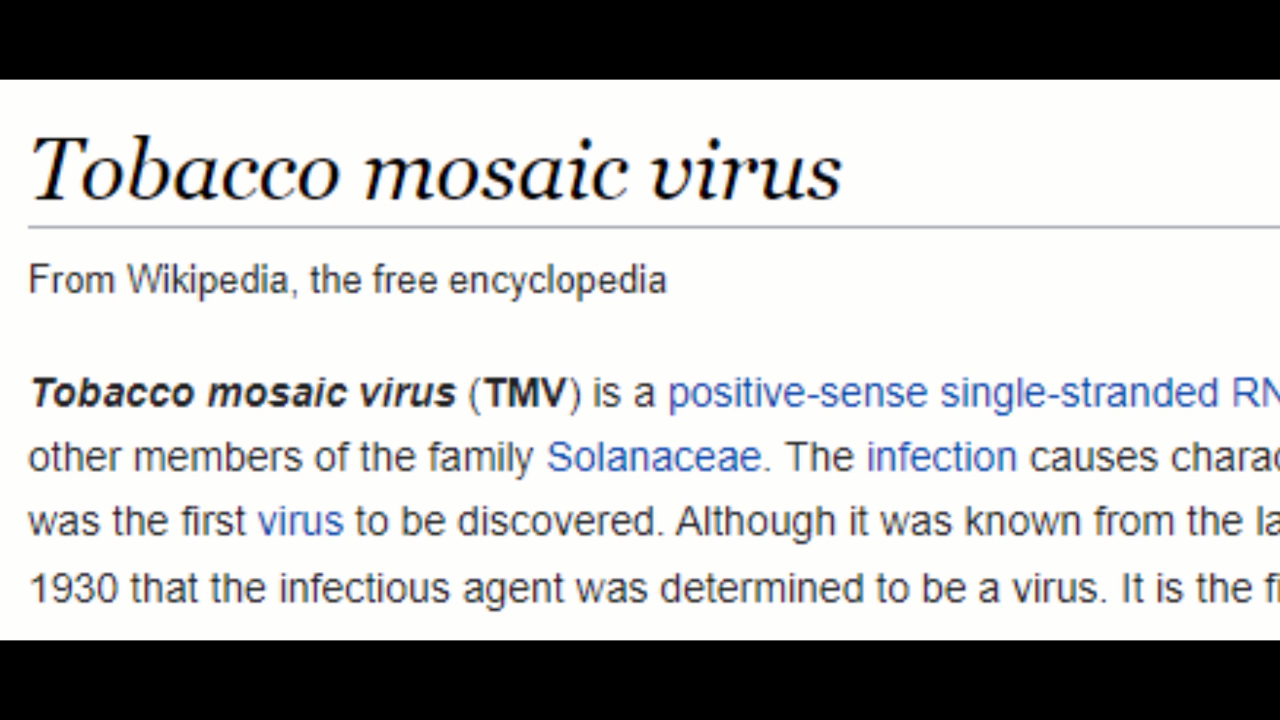 Tobacco mosaic virus
From Wikipedia, the free encyclopedia
Tobacco mosaic virus (TMV) is a positive-sense single-stranded
other members of the family Solanaceae. The infection causes
was the first virus to be discovered. Although it was known from the
1930 that the infectious agent was determined to be a virus. It is the